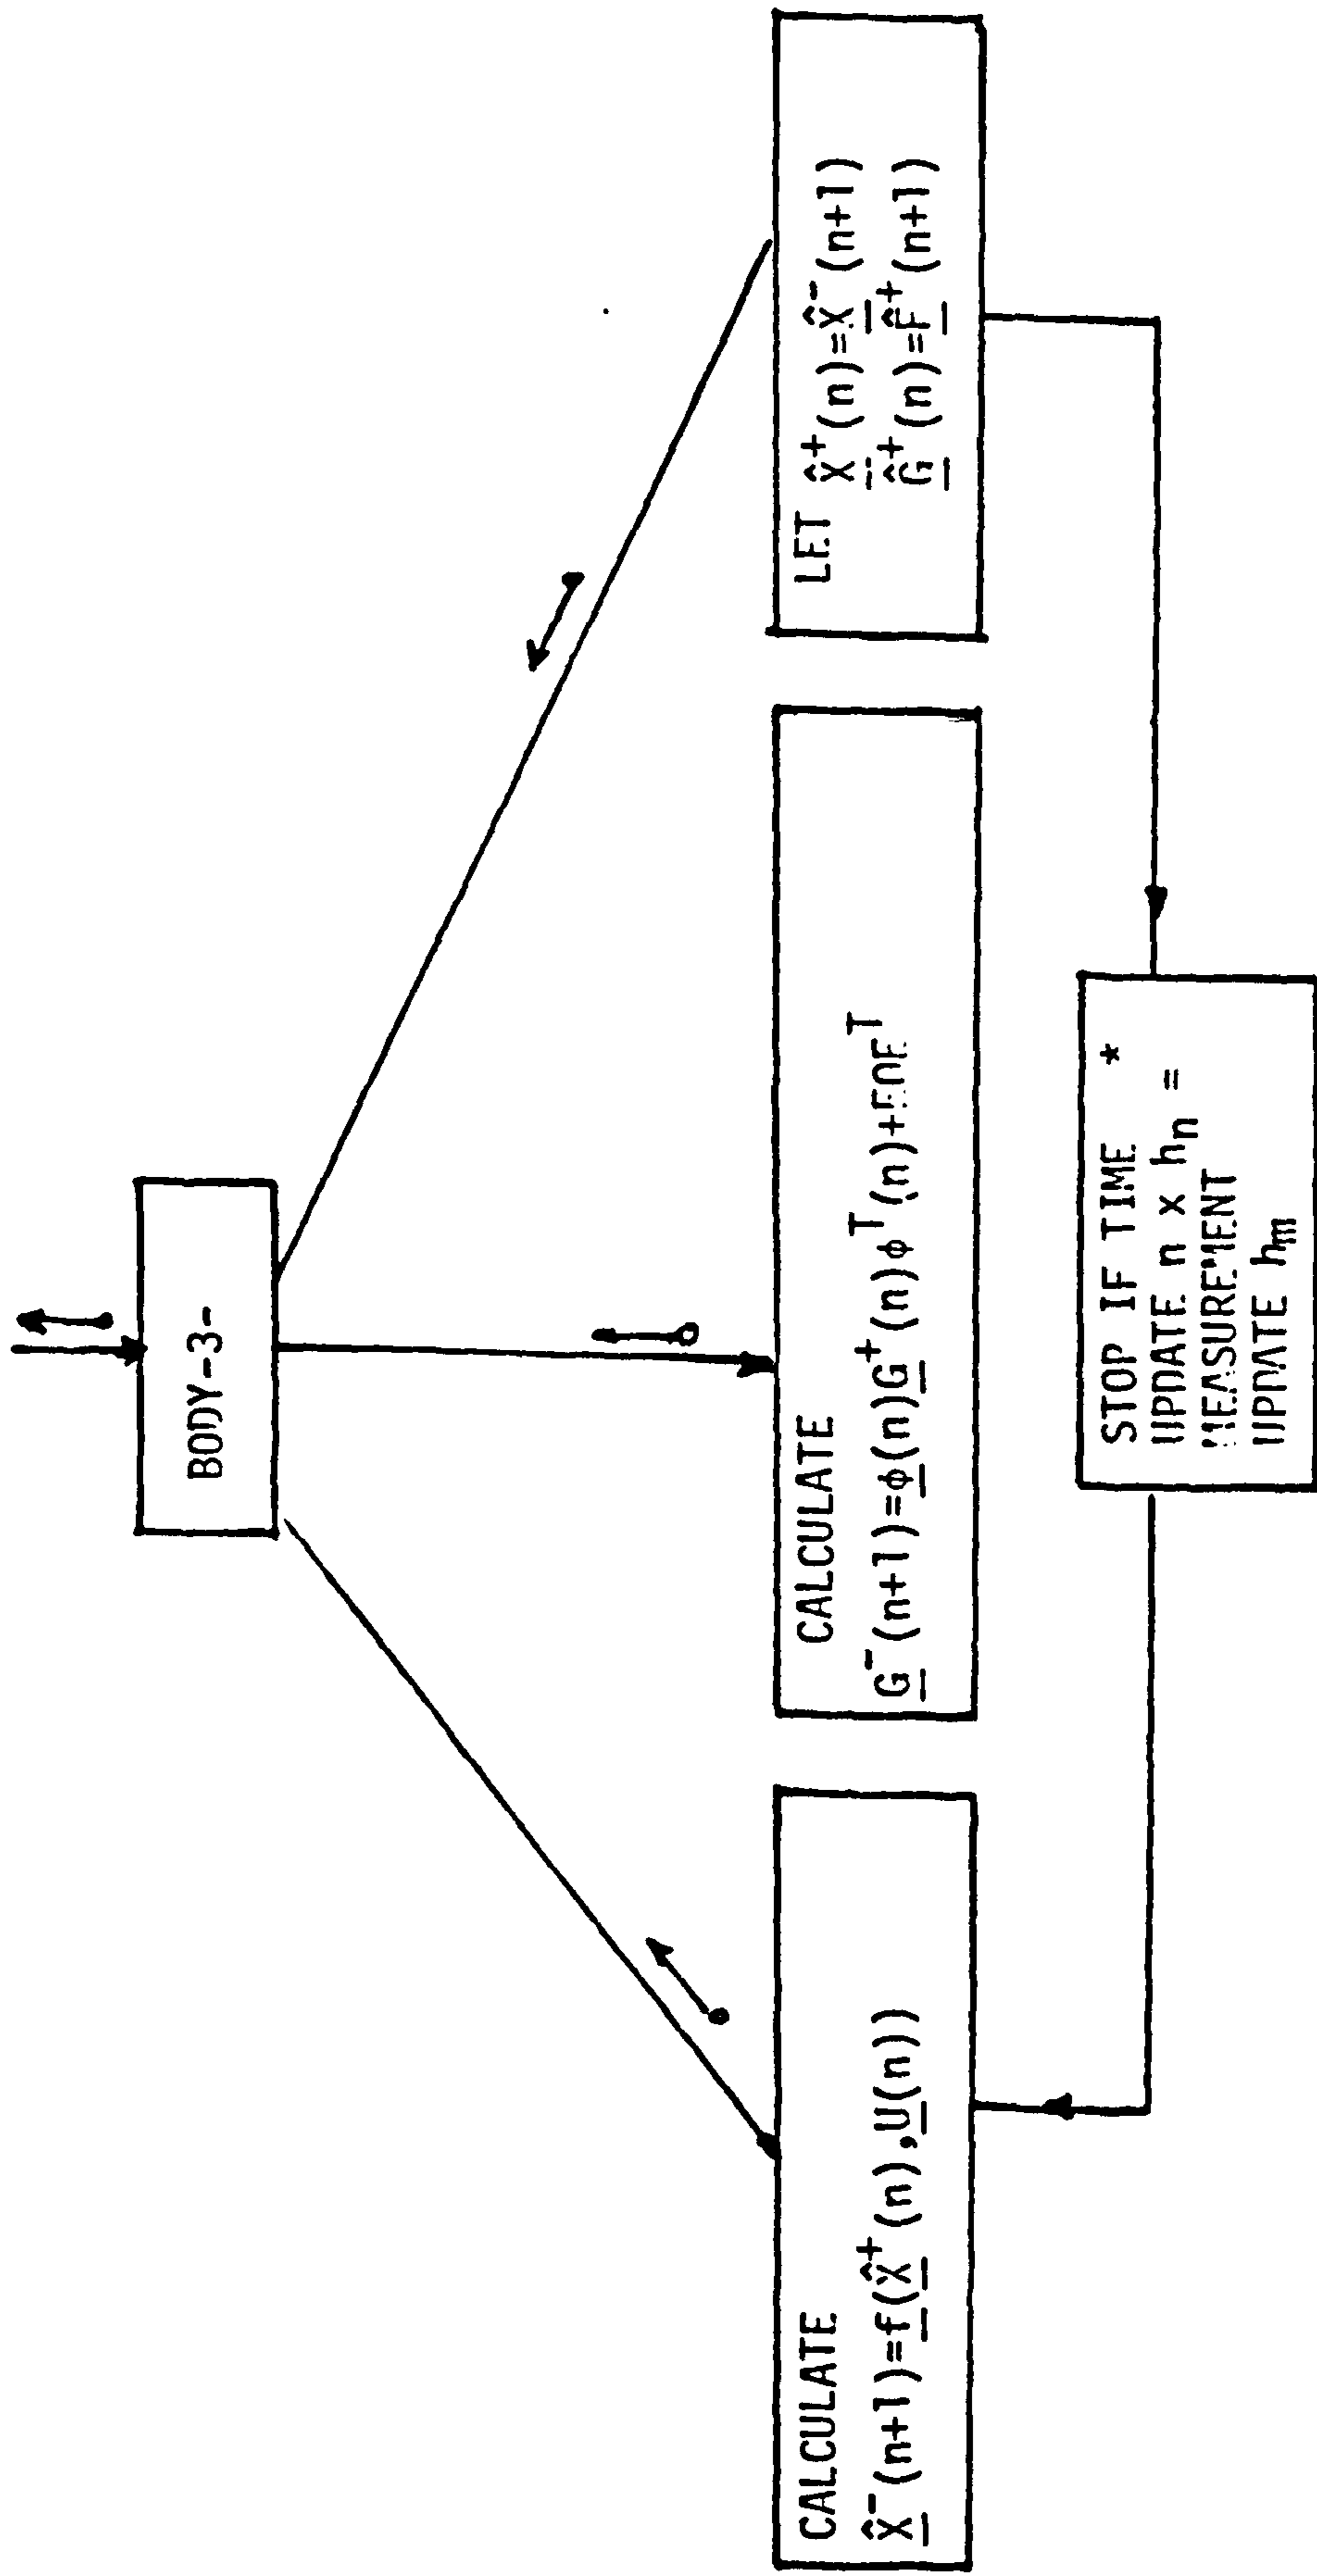 BODY-3-
CALCULATE
X̂⁻(n+1)=f(X̂⁺(n),U(n))
CALCULATE
G⁻(n+1)=ϕ(n)G⁺(n)ϕᵀ(n)+
LET X̂⁺(n)=X̂⁻(n+1)
Ĝ⁺(n)=F̂⁺(n+1)
STOP IF TIME *
UPDATE n x hₙ =
MEASUREMENT
UPDATE hₘ